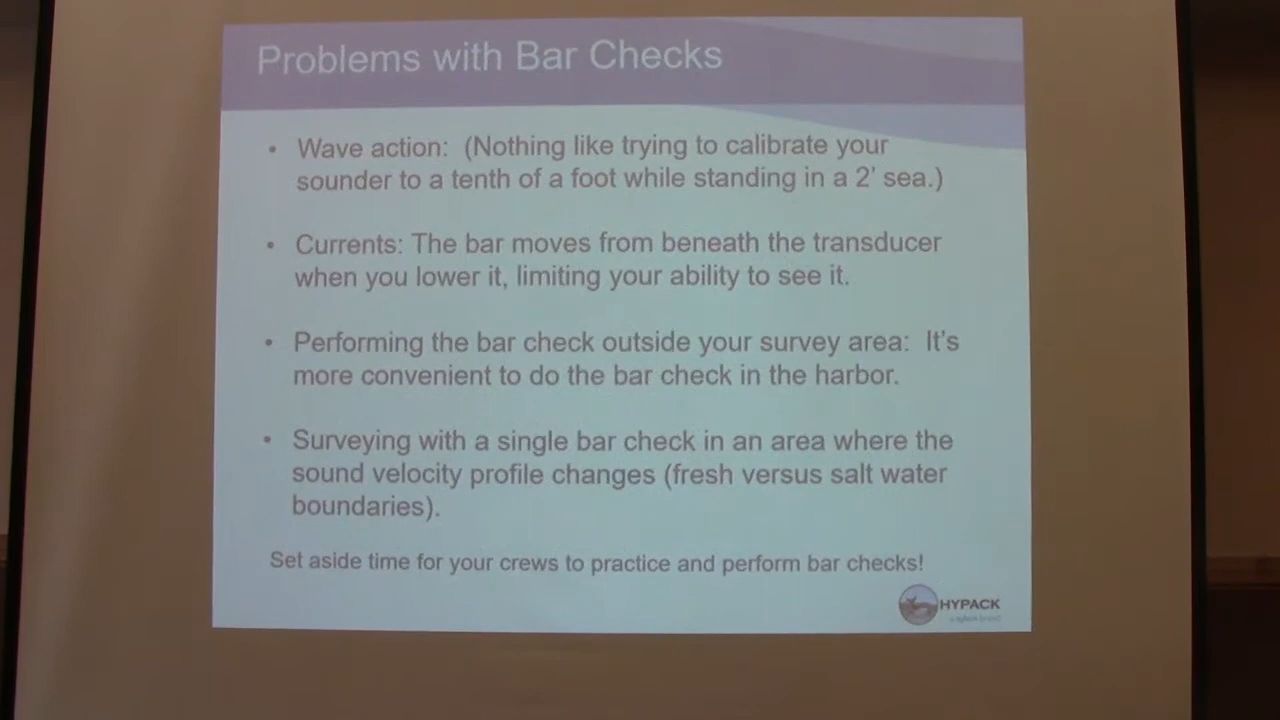 Problems with Bar Checks
• Wave action: (Nothing like trying to calibrate your
sounder to a tenth of a foot while standing in a 2' sea.)
• Currents: The bar moves from beneath the transducer
when you lower it, limiting your ability to see it.
• Performing the bar check outside your survey area: It's
more convenient to do the bar check in the harbor.
• Surveying with a single bar check in an area where the
sound velocity profile changes (fresh versus salt water
boundaries).
Set aside time for your crews to practice and perform bar checks!
HYPACK